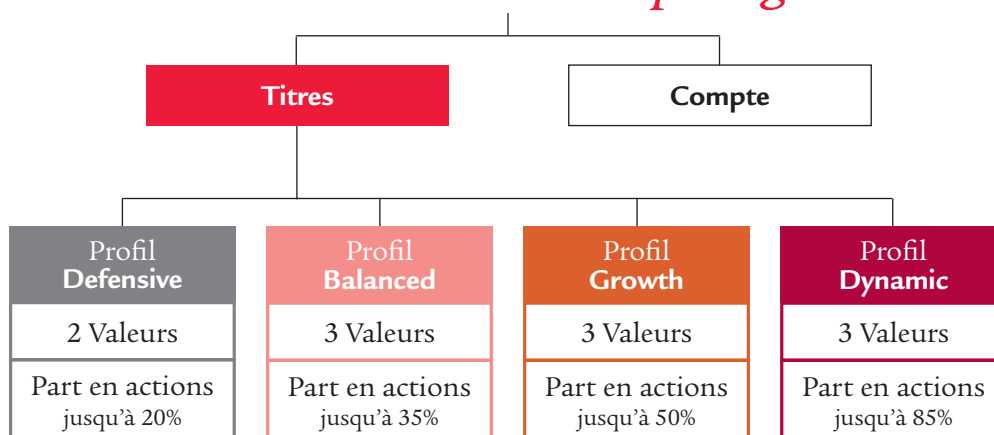 Titres
Compte
Profil
Defensive
2 Valeurs
Part en actions
jusqu'à 20%
Profil
Balanced
3 Valeurs
Part en actions
jusqu'à 35%
Profil
Growth
3 Valeurs
Part en actions
jusqu'à 50%
Profil
Dynamic
3 Valeurs
Part en actions
jusqu'à 85%